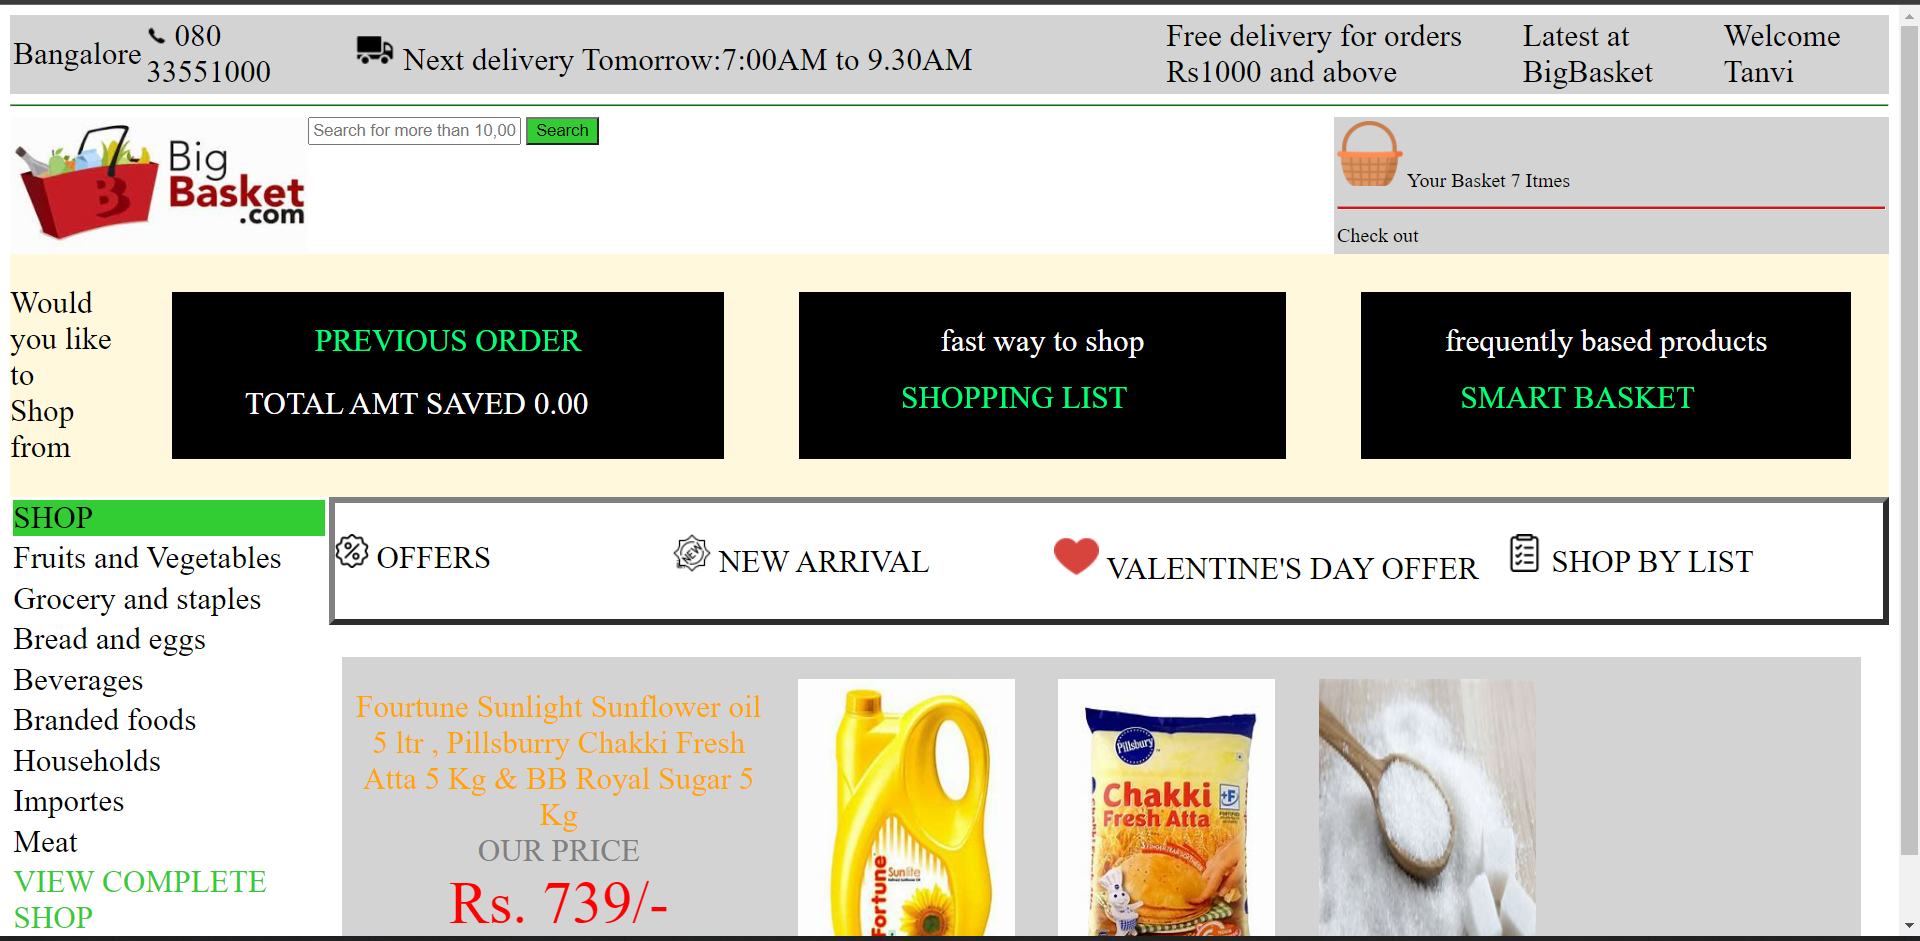 Bangalore
080
33551000
Next delivery Tomorrow:7:00AM to 9.30AM
Free delivery for orders
Rs1000 and above
Latest at
BigBasket
Welcome
Tanvi
Big
Basket
.com
B
Search for more than 10,00
Search
Your Basket 7 Itmes
Check out
Would
you like
to
Shop
from
PREVIOUS ORDER
TOTAL AMT SAVED 0.00
fast way to shop
SHOPPING LIST
frequently based products
SMART BASKET
SHOP
Fruits and Vegetables
Grocery and staples
Bread and eggs
Beverages
Branded foods
Households
Importes
Meat
VIEW COMPLETE
SHOP
OFFERS
NEW
NEW ARRIVAL
VALENTINE'S DAY OFFER
SHOP BY LIST
Fourtune Sunlight Sunflower oil
5 ltr , Pillsburry Chakki Fresh
Atta 5 Kg & BB Royal Sugar 5
Kg
OUR PRICE
Rs. 739/-
Fortune
Sunlite
Pillsbury
Chakki
Fresh Atta
+F